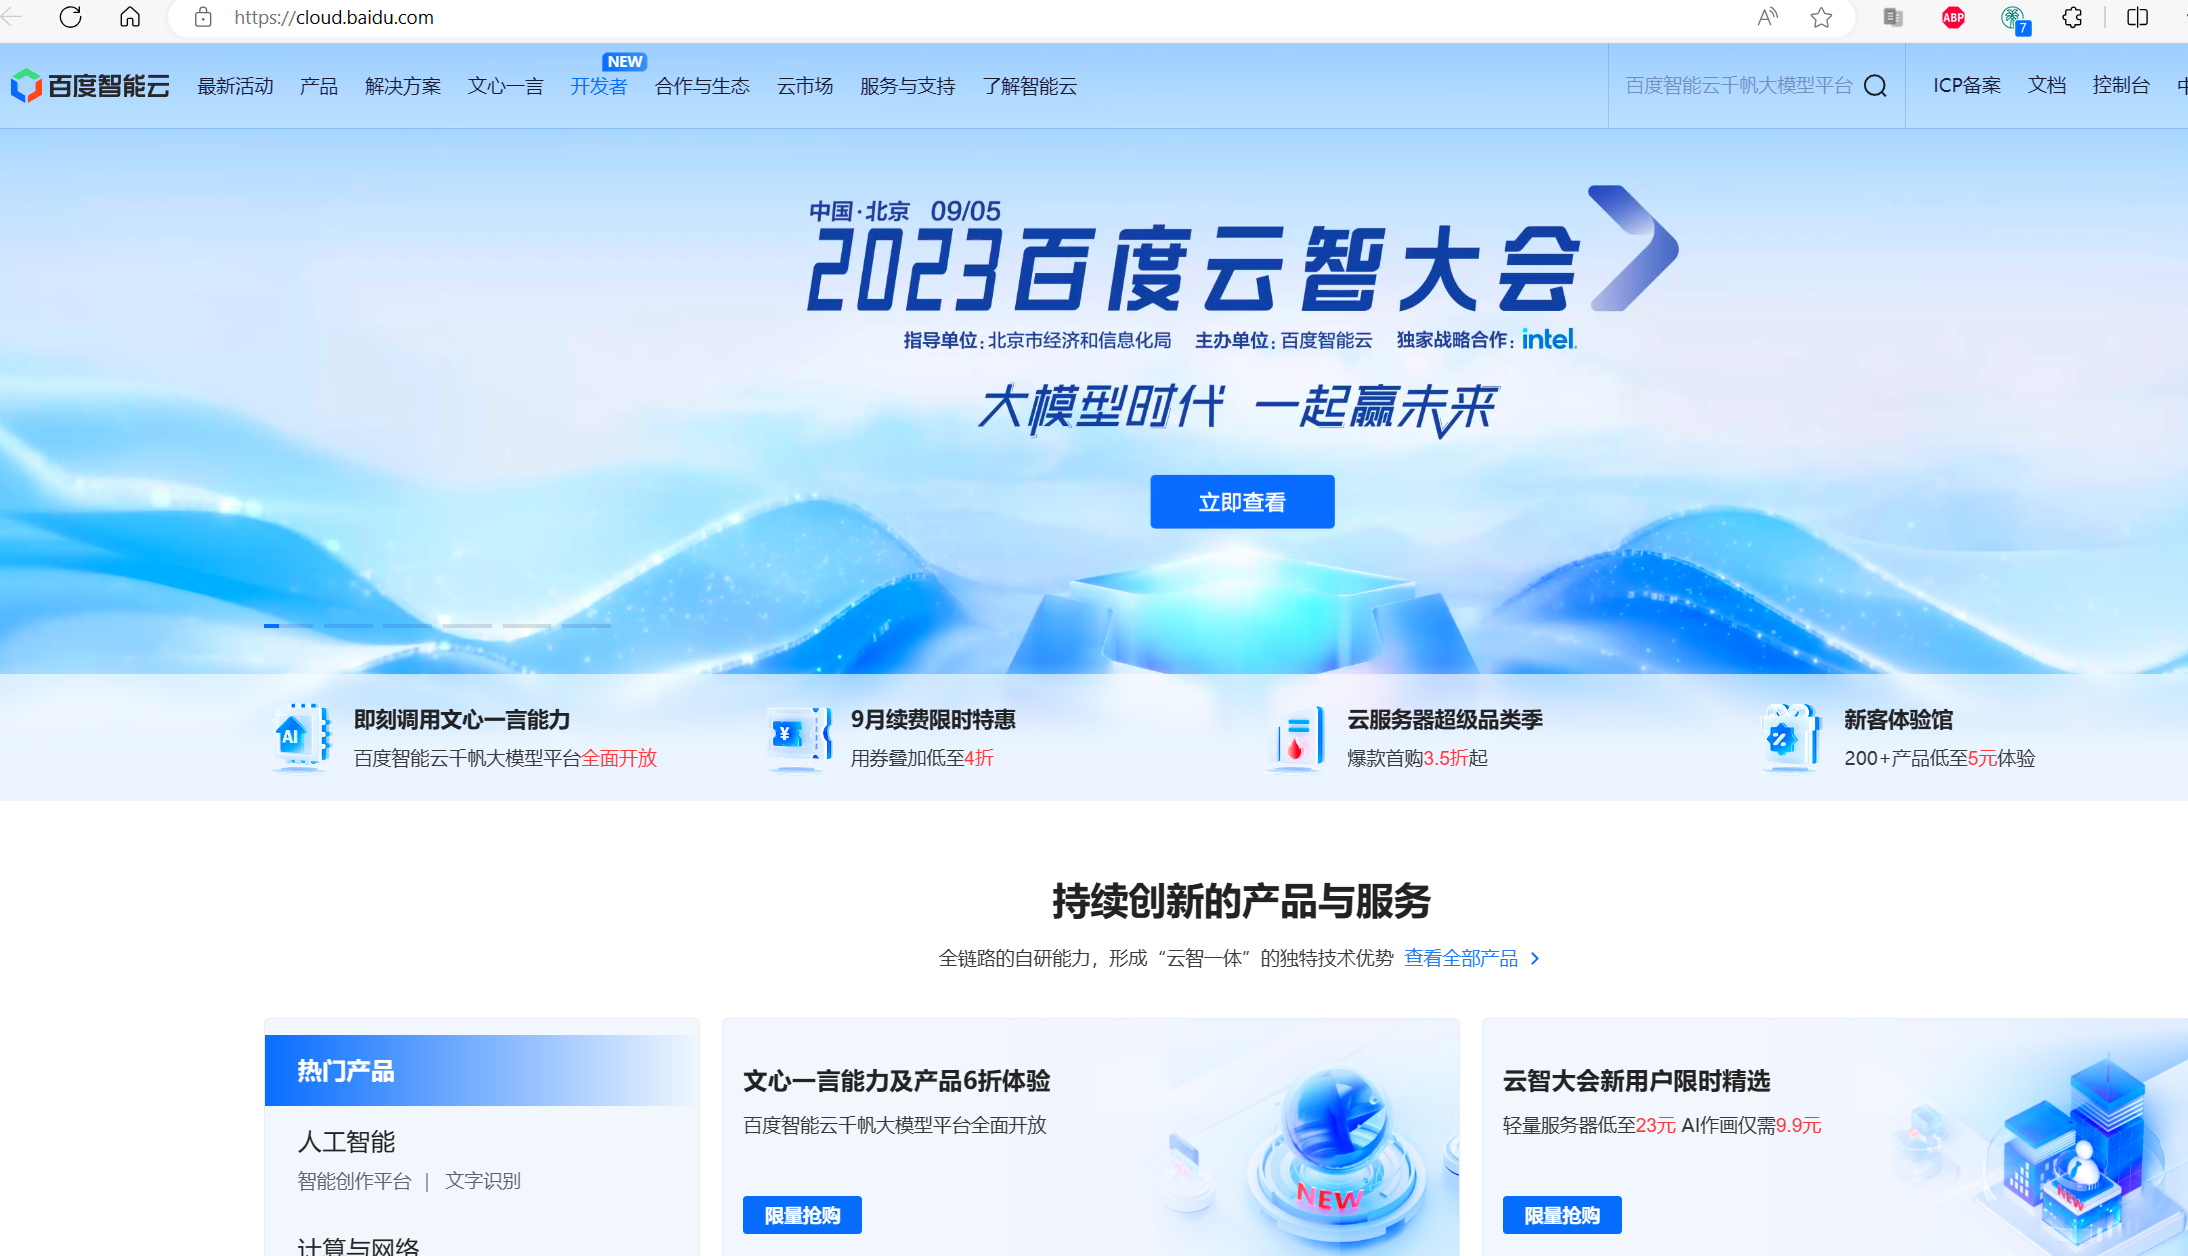 https://cloud.baidu.com
ABP
7
百度智能云
最新活动
产品
解决方案
文心一言
开发者
NEW
合作与生态
云市场
服务与支持
了解智能云
百度智能云千帆大模型平台
ICP备案
文档
控制台
中国·北京 09/05
2023百度云智大会
指导单位：北京市经济和信息化局 主办单位：百度智能云 独家战略合作：intel.
大模型时代 一起赢未来
立即查看
AI
即刻调用文心一言能力
百度智能云千帆大模型平台全面开放
¥
9月续费限时特惠
用券叠加低至4折
云服务器超级品类季
爆款首购3.5折起
新客体验馆
200+产品低至5元体验
持续创新的产品与服务
全链路的自研能力，形成“云智一体”的独特技术优势 查看全部产品
热门产品
人工智能
智能创作平台 | 文字识别
计算与网络
文心一言能力及产品6折体验
百度智能云千帆大模型平台全面开放
限量抢购
NEW
云智大会新用户限时精选
轻量服务器低至23元 AI作画仅需9.9元
限量抢购
NEW